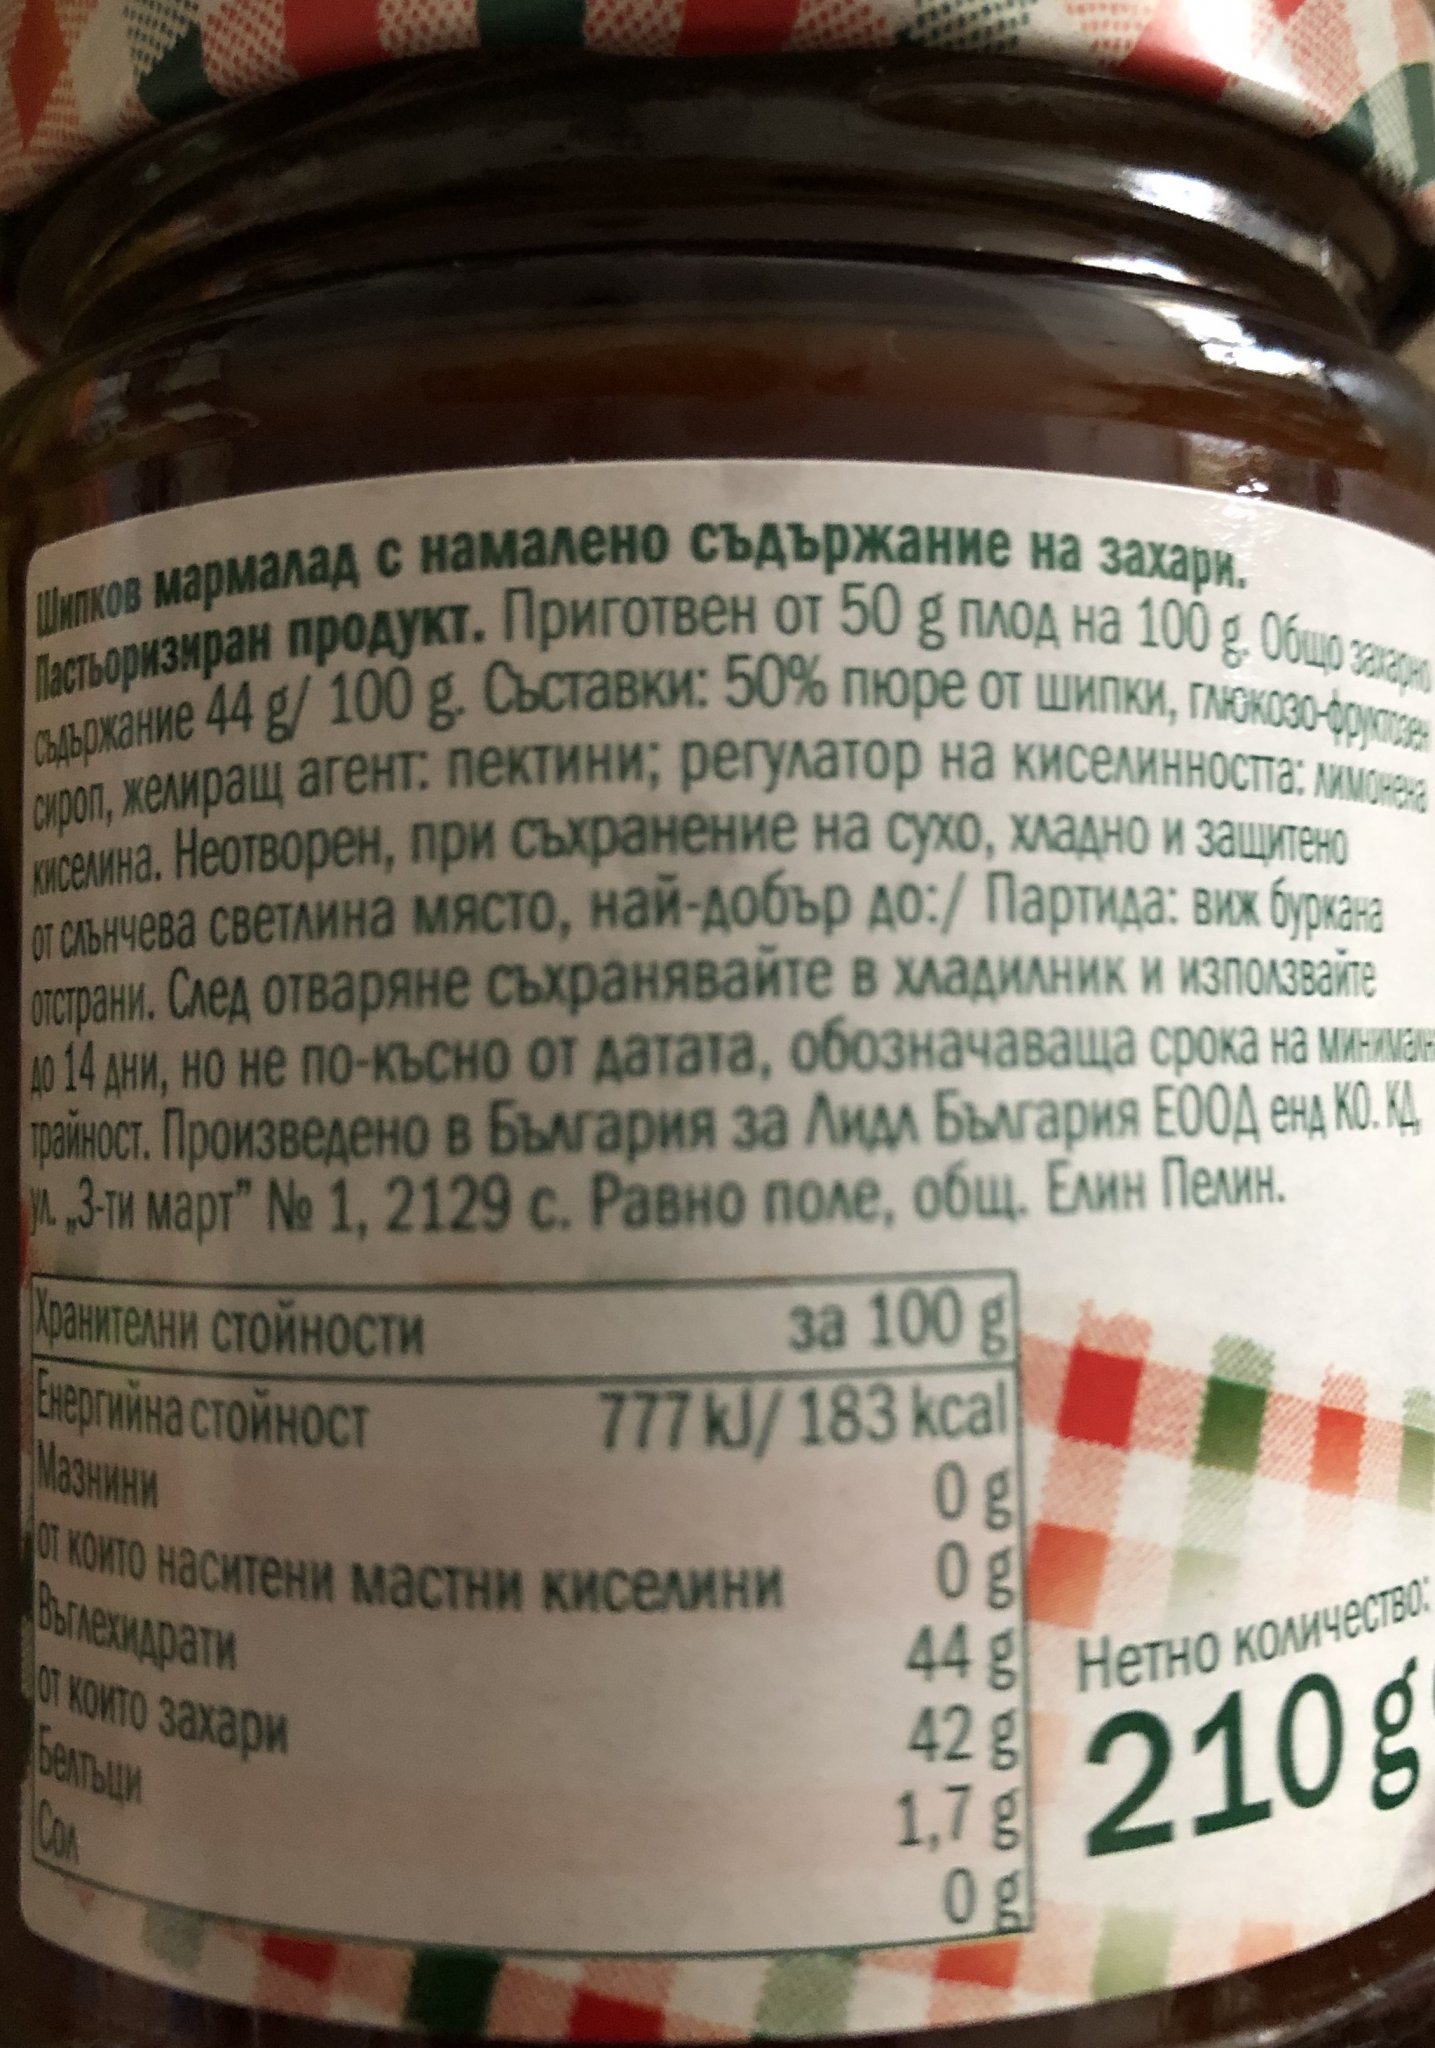 Шипков мармалад с намалено съдържание на захари.
Пастьоризиран продукт. Приготвен от 50 g плод на 100 g. Общо захарно
съдържание 44 g/ 100 g. Съставки: 50% пюре от шипки, глюкозо-фруктозен
сироп, желиращ агент: пектини; регулатор на киселинността: лимонена
киселина. Неотворен, при съхранение на сухо, хладно и защитено
от слънчева светлина място, най-добър до:/ Партида: виж буркана
отстрани. След отваряне съхранявайте в хладилник и използвайте
до 14 дни, но не по-късно от датата, обозначаваща срока на минимал
трайност. Произведено в България за Лидл България ЕООД енд КО. КД,
ул. „3-ти март" № 1, 2129 с. Равно поле, общ. Елин Пелин.
Хранителни стойности за 100 g
Енергийна стойност 777 kJ/ 183 kcal
Мазнини 0 g
от които наситени мастни киселини 0 g
Въглехидрати 44 g
от които захари 42 g
Белтъци 1,7 g
Сол 0 g
Нетно количество:
210 g